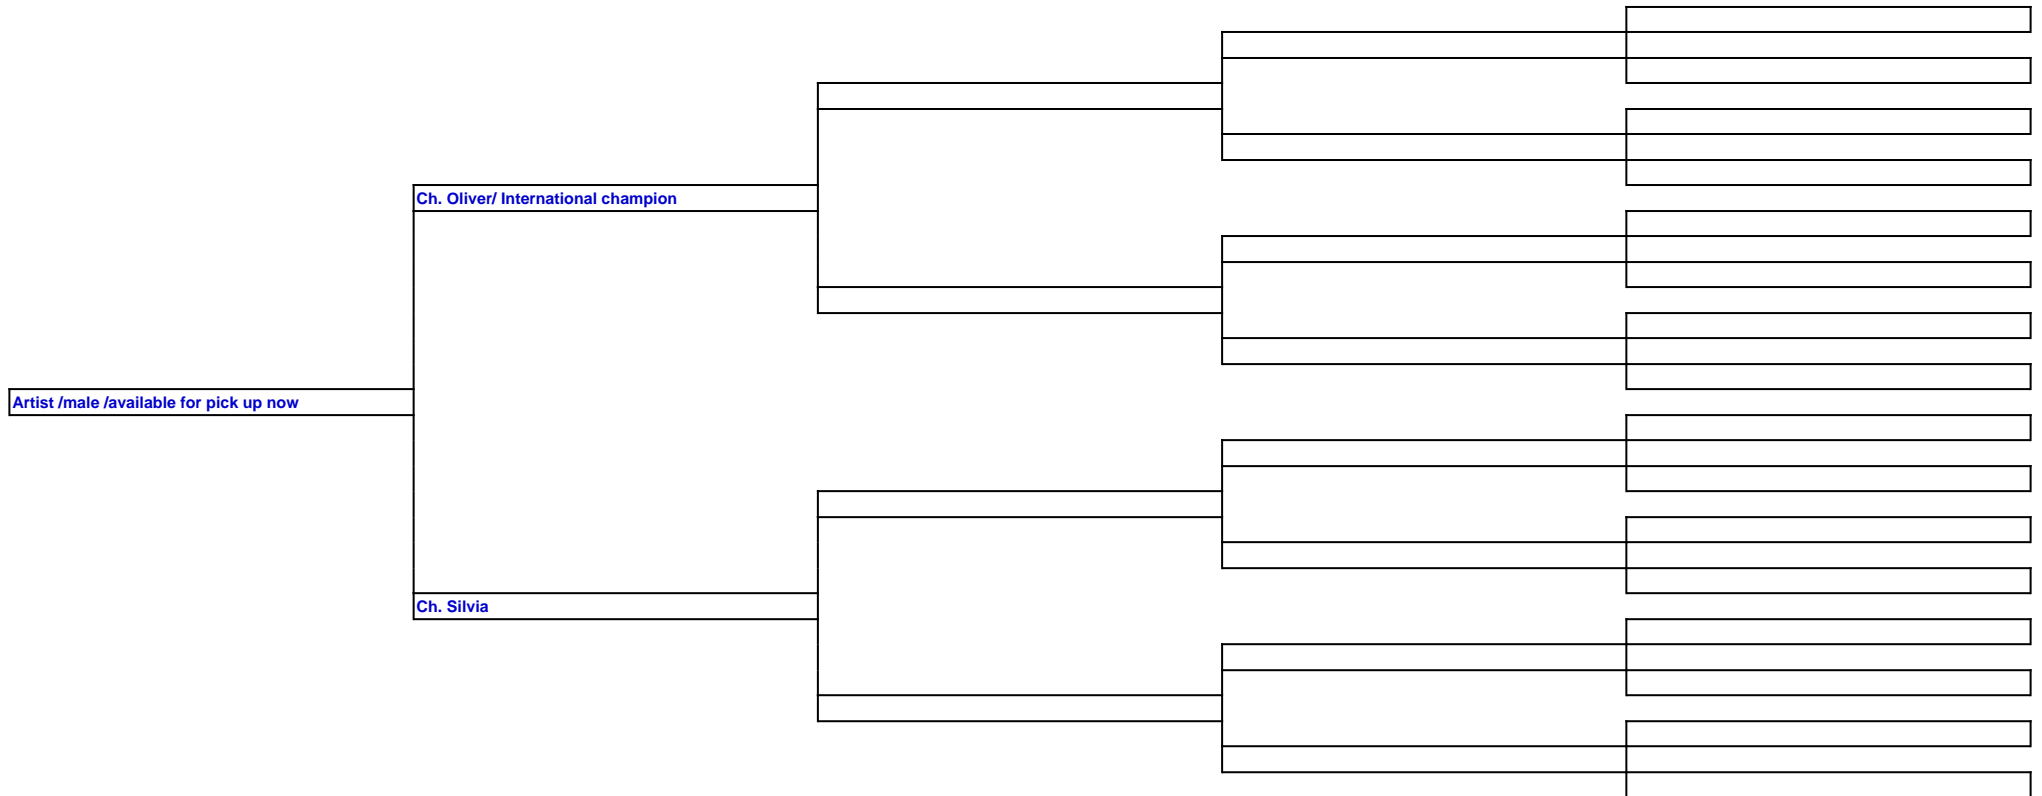 Ch. Oliver/ International champion
Artist /male /available for pick up now
Ch. Silvia